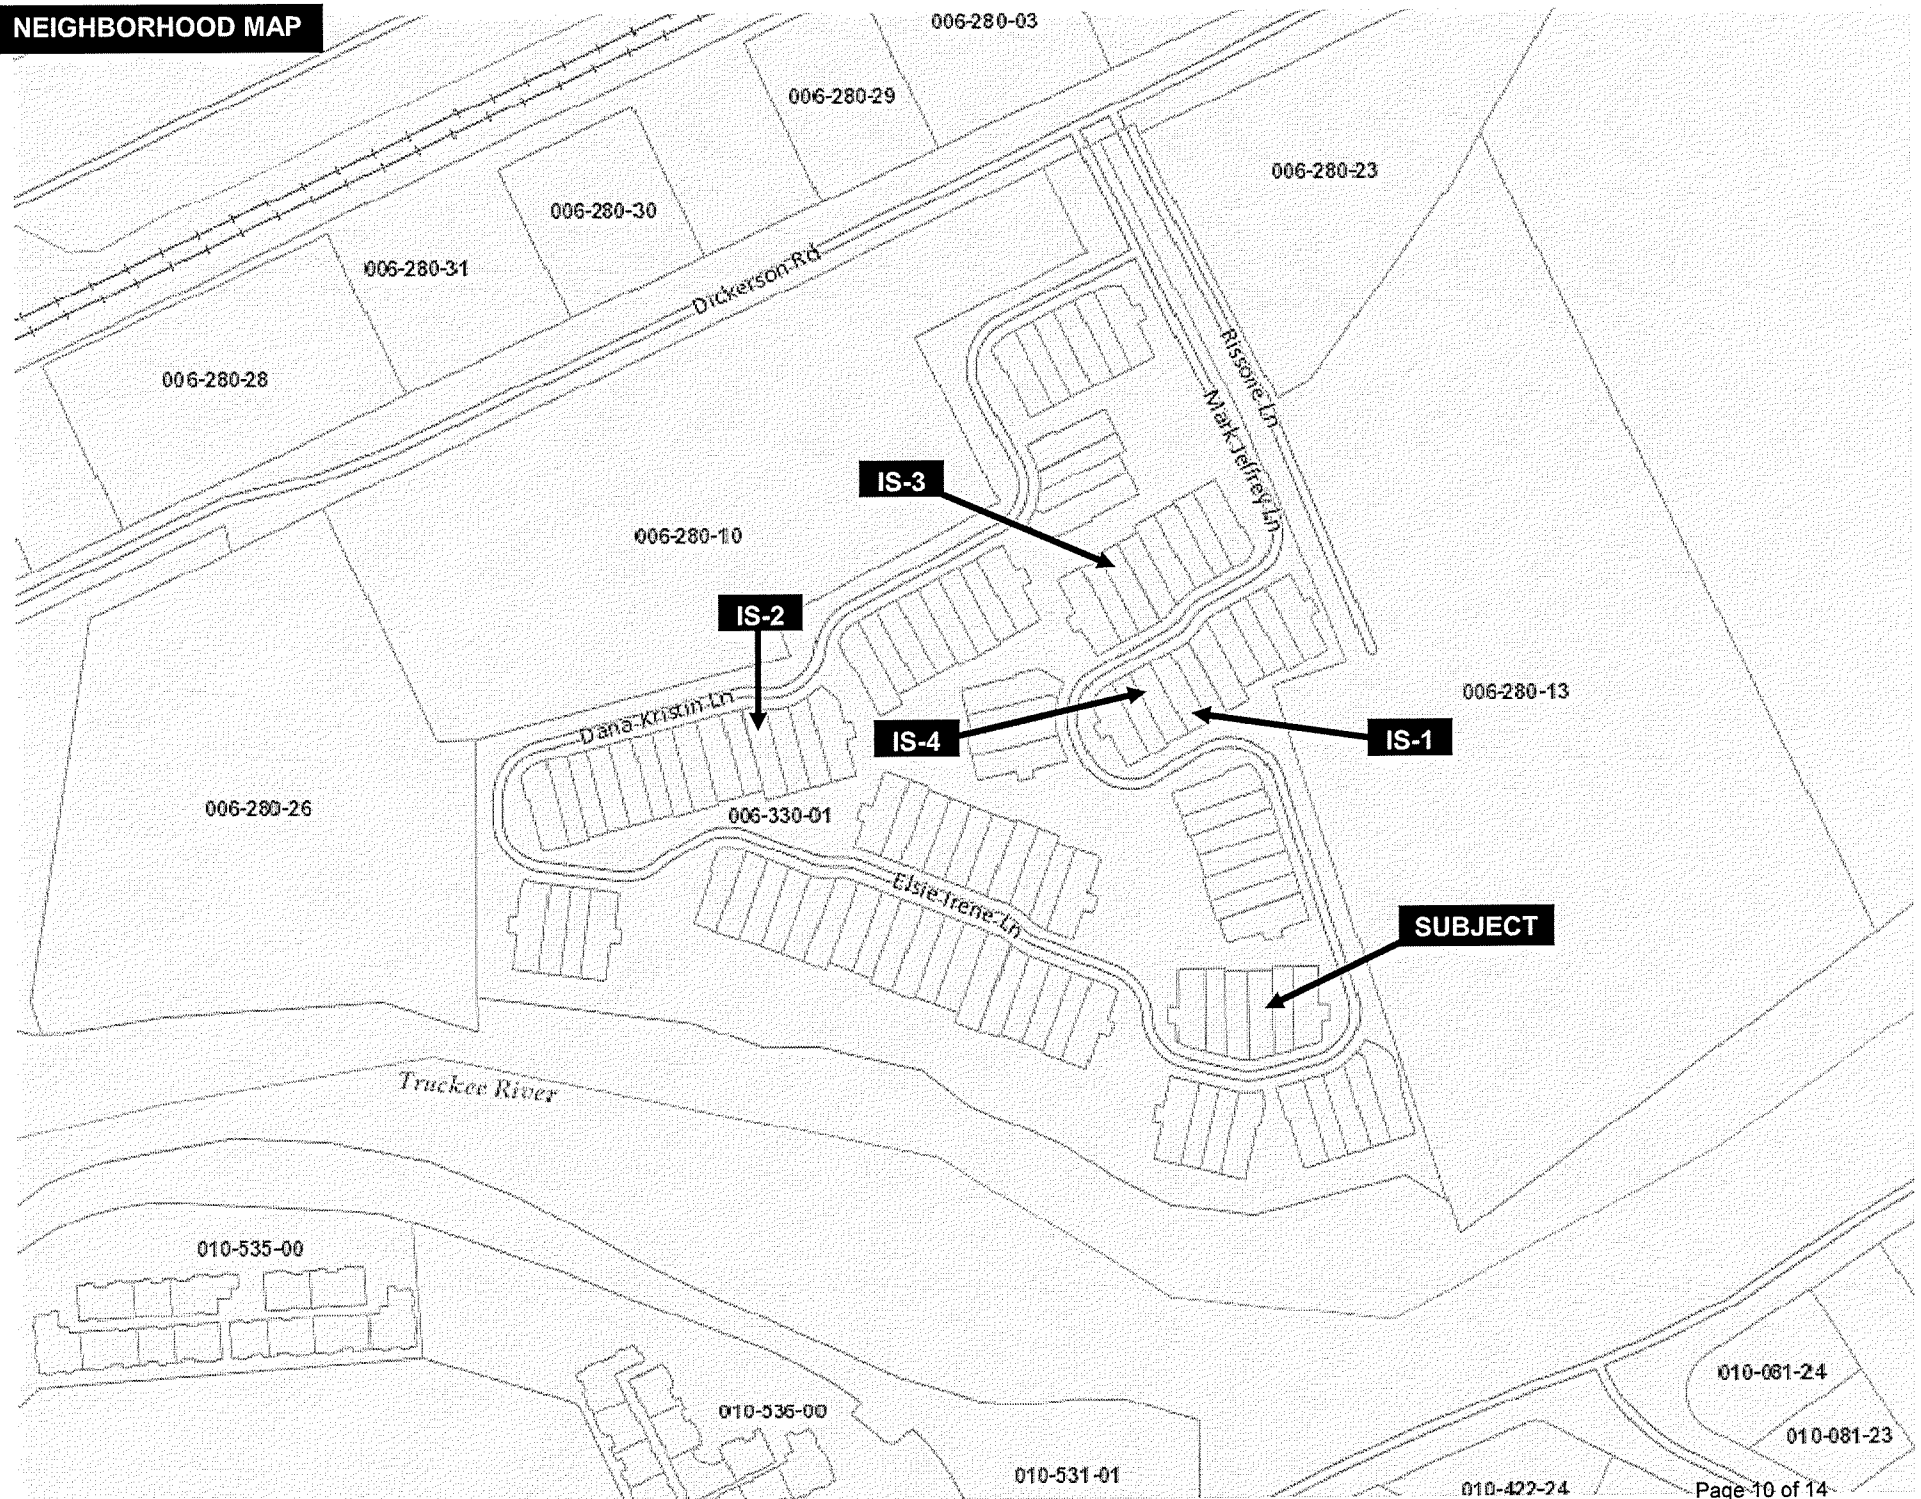 NEIGHBORHOOD MAP
006-280-03
006-280-29
006-280-23
006-280-30
006-280-31
Dickerson Rd
006-280-28
Rissone Ln
Mark Jeffrey Ln
IS-3
006-280-10
IS-2
Dana Kristin Ln
IS-4
IS-1
006-280-13
006-280-26
006-330-01
Elsie Irene Ln
SUBJECT
Truckee River
010-535-00
010-536-00
010-081-24
010-081-23
010-531-01
010-422-24
Page 10 of 14